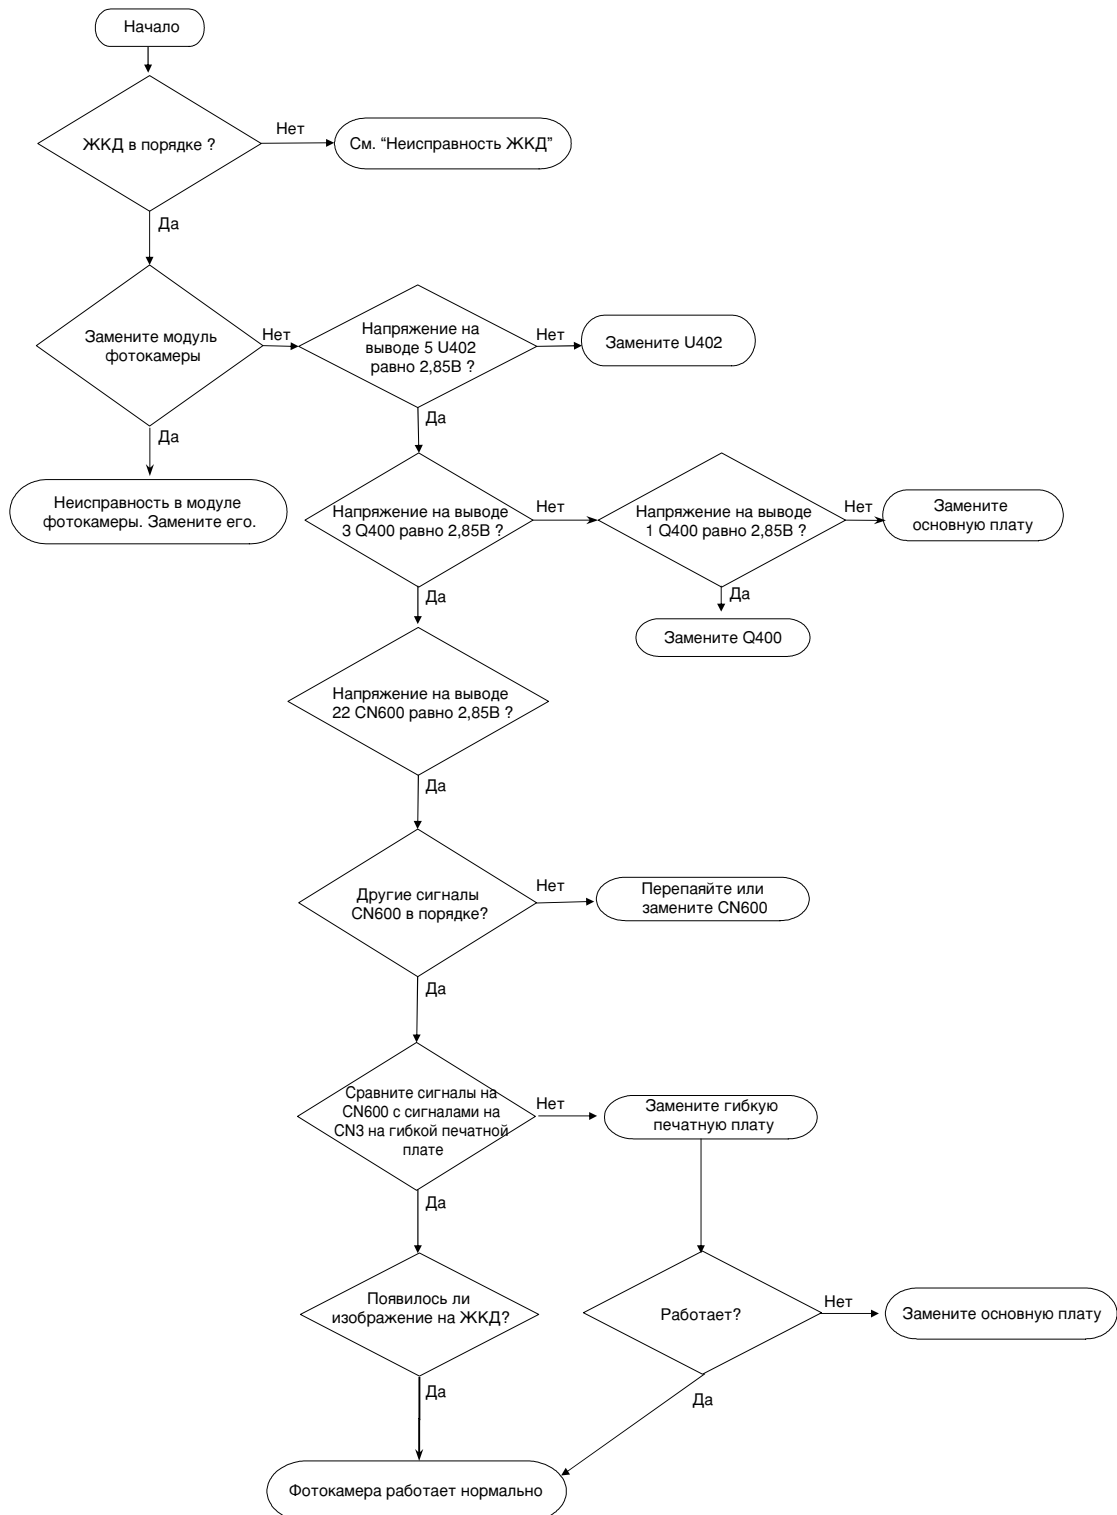 Начало
ЖКД в порядке ?
Нет
См. “Неисправность ЖКД”
Да
Замените модуль
фотокамеры
Нет
Напряжение на
выводе 5 U402
равно 2,85В ?
Нет
Замените U402
Да
Да
Неисправность в модуле
фотокамеры. Замените его.
Напряжение на выводе
3 Q400 равно 2,85В ?
Нет
Напряжение на выводе
1 Q400 равно 2,85В ?
Нет
Замените
основную плату
Да
Да
Замените Q400
Напряжение на выводе
22 CN600 равно 2,85В ?
Да
Другие сигналы
CN600 в порядке?
Нет
Перепаяйте или
замените CN600
Да
Сравните сигналы на
CN600 с сигналами на
CN3 на гибкой печатной
плате
Нет
Замените гибкую
печатную плату
Да
Появилось ли
изображение на ЖКД?
Работает?
Нет
Замените основную плату
Да
Да
Фотокамера работает нормально